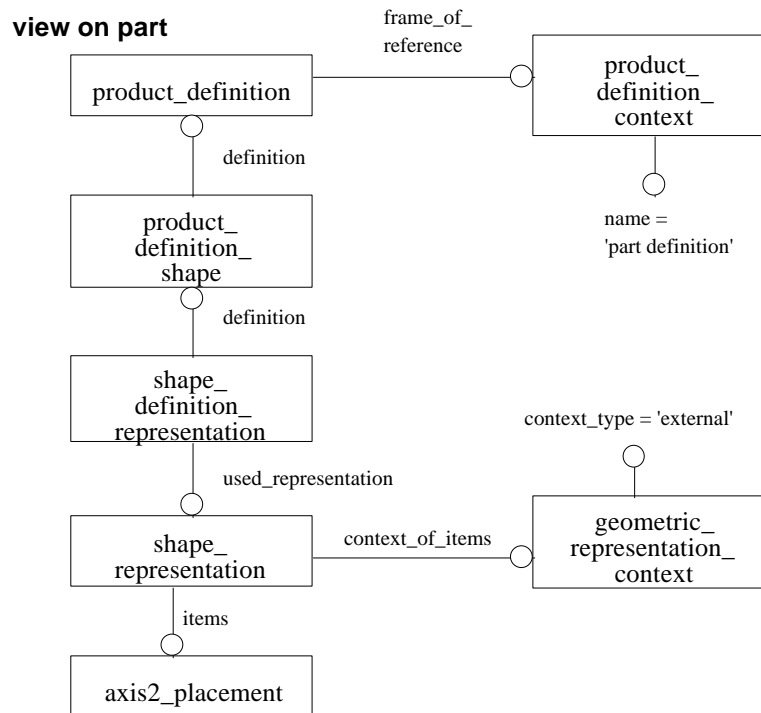 view on part
frame_of_
reference
product_definition
product_
definition_
context
definition
product_
definition_
shape
name =
'part definition'
definition
shape_
definition_
representation
context_type = 'external'
used_representation
shape_
representation
context_of_items
geometric_
representation_
context
items
axis2_placement